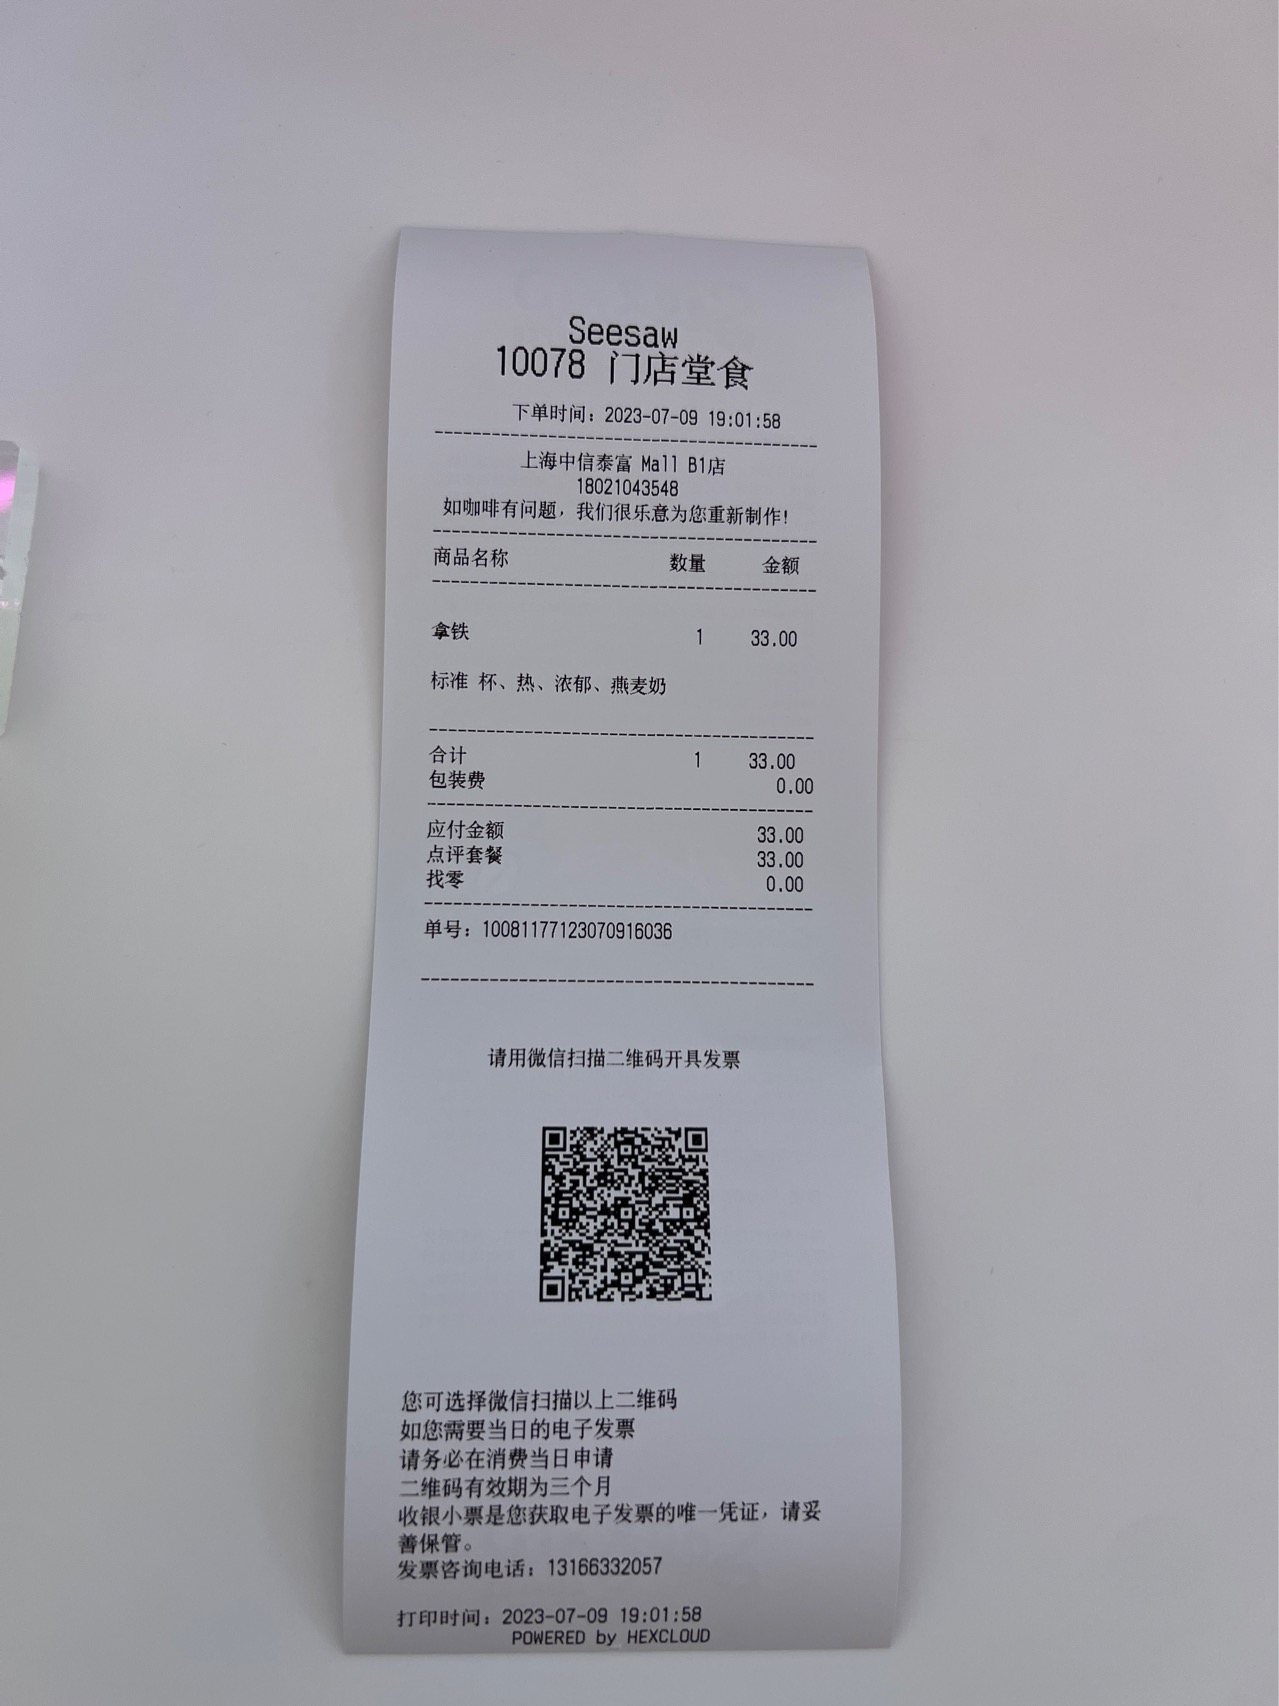 Seesaw
10078 门店堂食
下单时间：2023-07-09 19:01:58
上海中信泰富 Mall B1店
18021043548
如咖啡有问题，我们很乐意为您重新制作！
商品名称 数量 金额
拿铁 1 33.00
标准 杯、热、浓郁、燕麦奶
合计 1 33.00
包装费 0.00
应付金额 33.00
点评套餐 33.00
找零 0.00
单号：10081177123070916036
请用微信扫描二维码开具发票
您可选择微信扫描以上二维码
如您需要当日的电子发票
请务必在消费当日申请
二维码有效期为三个月
收银小票是您获取电子发票的唯一凭证，请妥
善保管。
发票咨询电话：13166332057
打印时间：2023-07-09 19:01:58
POWERED by HEXCLOUD